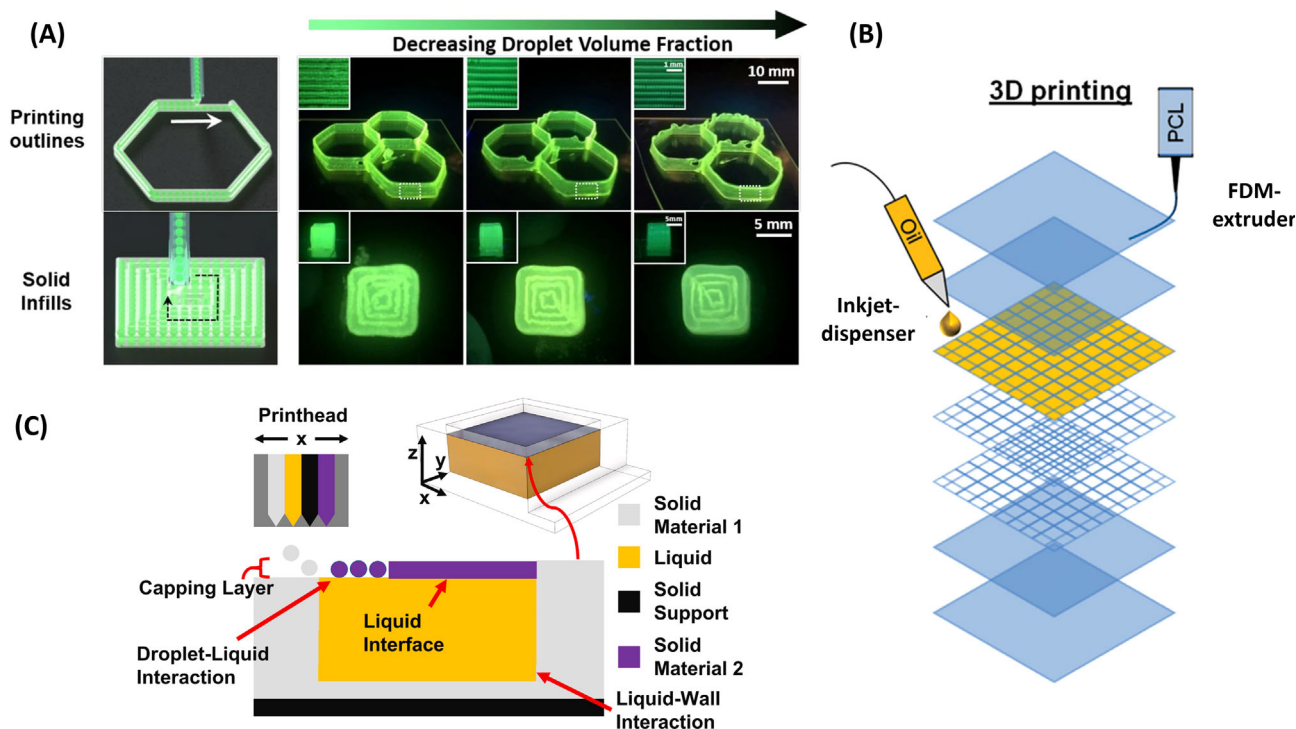 (A)
Decreasing Droplet Volume Fraction
Printing
outlines
1 mm
10 mm
Solid
Infills
5mm
5 mm
(B)
3D printing
PCL
FDM-
extruder
Oil
Inkjet-
dispenser
(C)
Printhead
x
z
y
x
Solid
Material 1
Liquid
Solid
Support
Solid
Material 2
Capping Layer
Liquid
Interface
Droplet-Liquid
Interaction
Liquid-Wall
Interaction